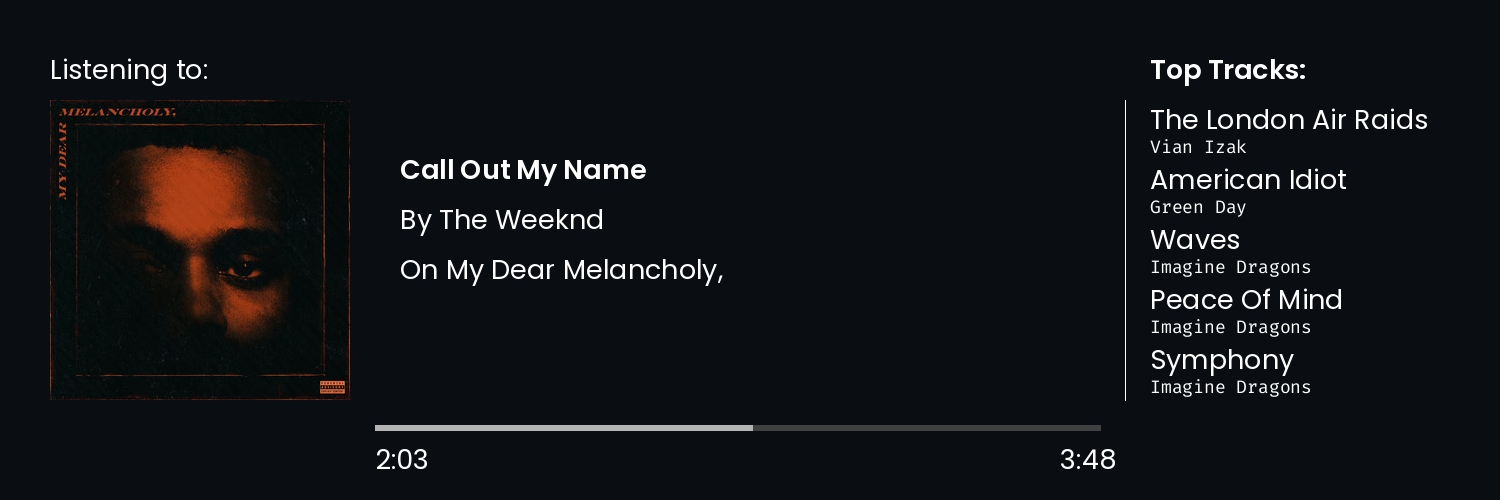 Listening to:
MELANCHOLY,
MY DEAR
Call Out My Name
By The Weeknd
On My Dear Melancholy,
2:03
3:48
Top Tracks:
The London Air Raids
Vian Izak
American Idiot
Green Day
Waves
Imagine Dragons
Peace Of Mind
Imagine Dragons
Symphony
Imagine Dragons